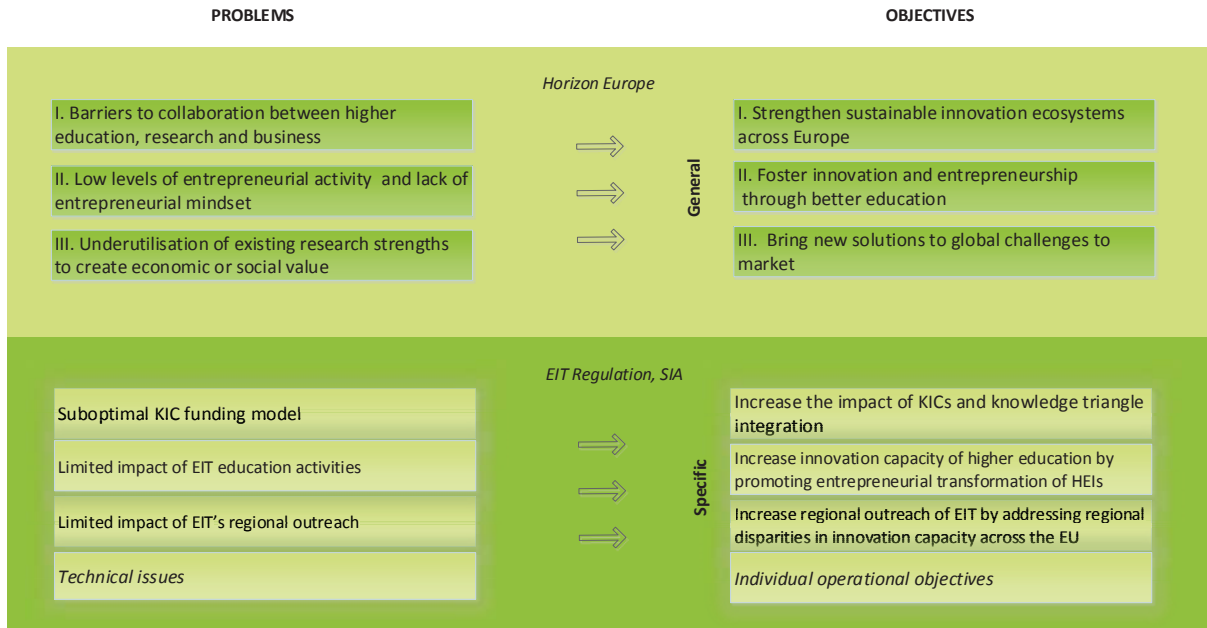 PROBLEMS
OBJECTIVES
Horizon Europe
I. Barriers to collaboration between higher
education, research and business
II. Low levels of entrepreneurial activity and lack of
entrepreneurial mindset
III. Underutilisation of existing research strengths
to create economic or social value
General
I. Strengthen sustainable innovation ecosystems
across Europe
II. Foster innovation and entrepreneurship
through better education
III. Bring new solutions to global challenges to
market
EIT Regulation, SIA
Suboptimal KIC funding model
Limited impact of EIT education activities
Limited impact of EIT's regional outreach
Technical issues
Specific
Increase the impact of KICs and knowledge triangle
integration
Increase innovation capacity of higher education by
promoting entrepreneurial transformation of HEIs
Increase regional outreach of EIT by addressing regional
disparities in innovation capacity across the EU
Individual operational objectives